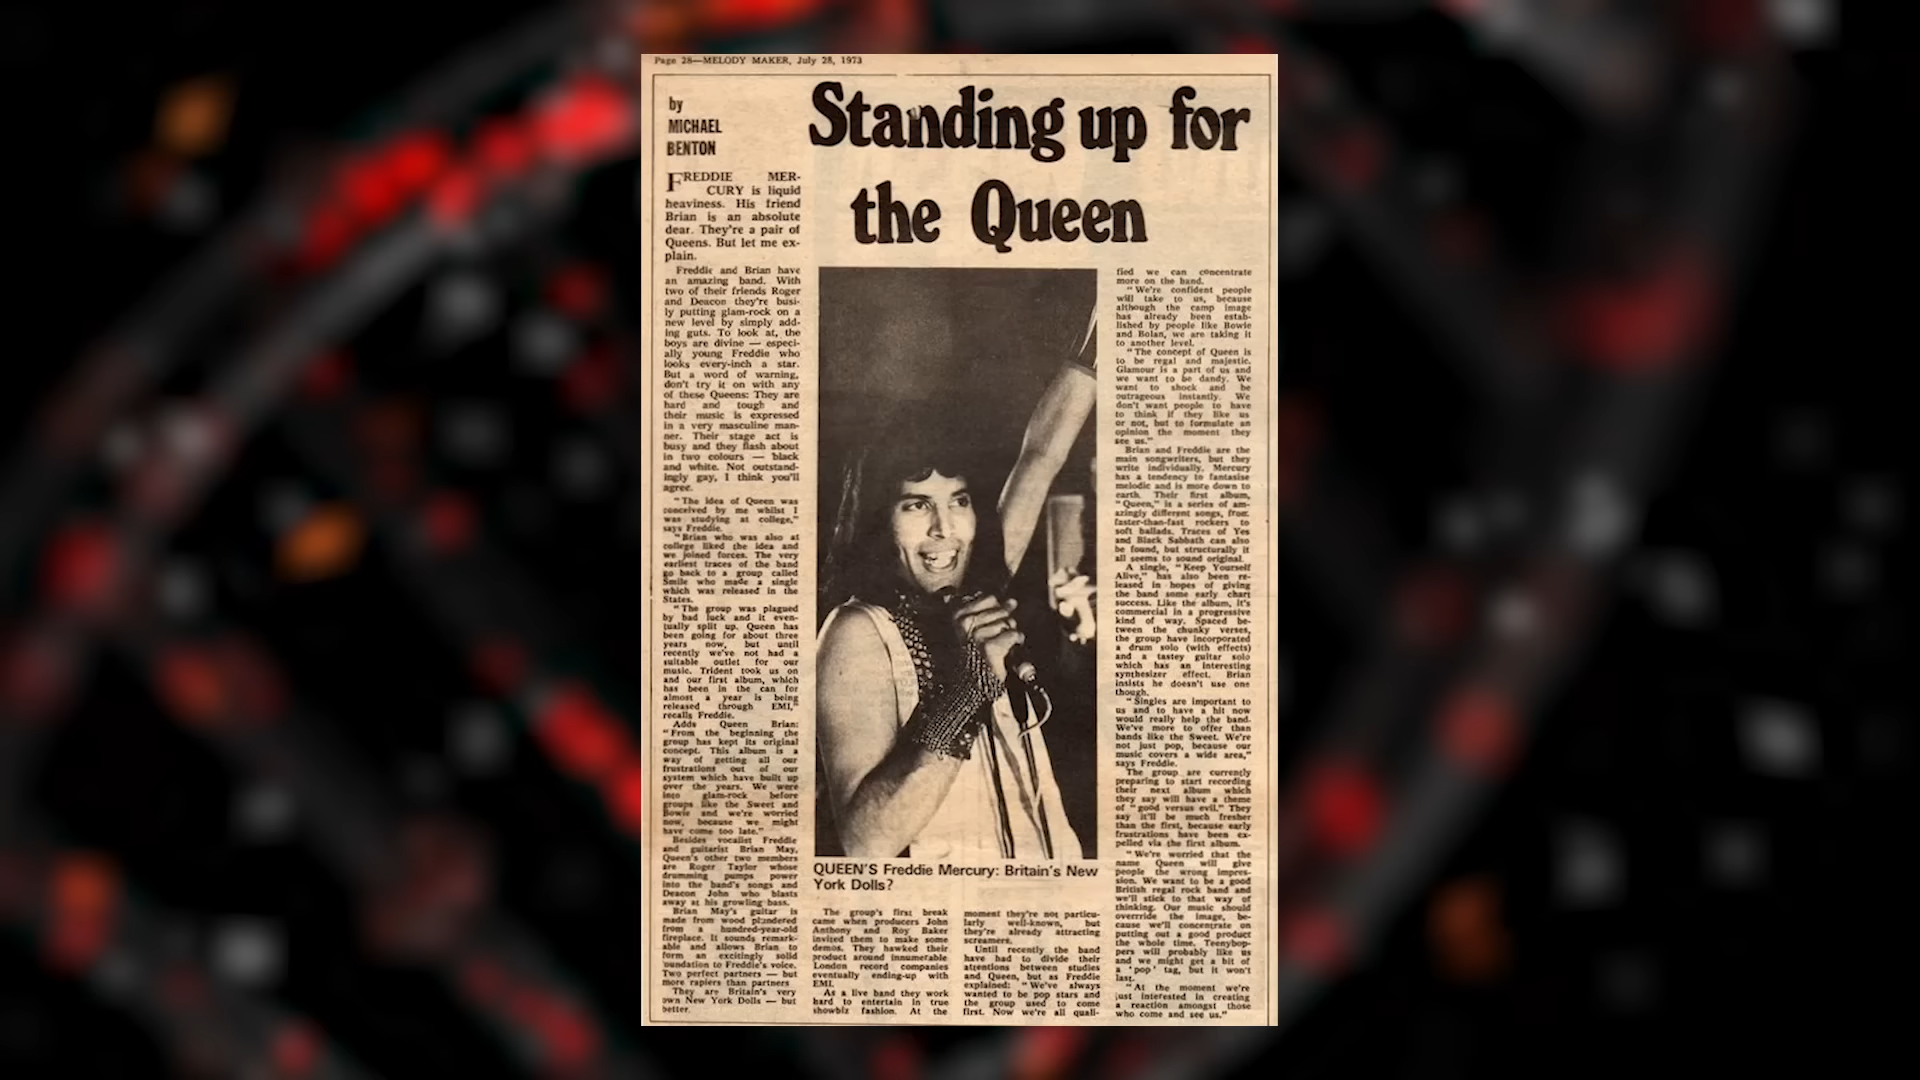 Page 28—MELODY MAKER, July 28, 1973
by
MICHAEL
BENTON
Standing up for
the Queen
FREDDIE MER-
CURY is liquid
heaviness. His friend
Brian is an absolute
dear. They're a pair of
Queens. But let me ex-
plain.
Freddie and Brian have
an amazing band. With
two of their friends Roger
and Deacon they're busi-
ly putting glam-rock on a
new level by simply add-
ing guts. To look at, the
boys are divine — especi-
ally young Freddie who
looks every-inch a star.
But a word of warning,
don't try it on with any
of these Queens: They are
hard and tough and
their music is expressed
in a very masculine man-
ner. Their stage act is
busy and they flash about
in two colours — black
and white. Not outstand-
ingly gay, I think you'll
agree.
"The idea of Queen was
conceived by me whilst I
was studying at college,"
says Freddie.
"Brian who was also at
college liked the idea and
we joined forces. The very
earliest traces of the band
go back to a group called
Smile who made a single
which was released in the
States.
"The group was plagued
by bad luck and it even-
tually split up. Queen has
been going for about three
years now, but until
recently we've not had a
suitable outlet for our
music. Trident took us on
and our first album, which
has been in the can for
almost a year is being
released through EMI,"
recalls Freddie.
Adds Queen Brian:
"From the beginning the
group has kept its original
concept. This album is a
way of getting all our
frustrations out of our
system which have built up
over the years. We were
into glam-rock before
groups like the Sweet and
Bowie and we're worried
now, because we might
have come too late."
Besides vocalist Freddie
and guitarist Brian May,
Queen's other two members
are Roger Taylor whose
drumming pumps power
into the band's songs and
Deacon John who blasts
away at his growling bass.
Brian May's guitar is
made from wood plundered
from a hundred-year-old
fireplace. It sounds remark-
able and allows Brian to
form an excitingly solid
foundation to Freddie's voice.
Two perfect partners — but
more rapiers than partners
They are Britain's very
own New York Dolls — but
better.
QUEEN'S Freddie Mercury: Britain's New
York Dolls?
The group's first break
came when producers John
Anthony and Roy Baker
invited them to make some
demos. They hawked their
product around innumerable
London record companies
eventually ending-up with
EMI.
As a live band they work
hard to entertain in true
showbiz fashion. At the
moment they're not particu-
larly well-known, but
they're already attracting
screamers.
Until recently the band
have had to divide their
attentions between studies
and Queen, but as Freddie
explained: "We've always
wanted to be pop stars and
the group used to come
first. Now we're all quali-
fied we can concentrate
more on the band.
"We're confident people
will take to us, because
although the camp image
has already been estab-
lished by people like Bowie
and Bolan, we are taking it
to another level.
"The concept of Queen is
to be regal and majestic.
Glamour is a part of us and
we want to be dandy. We
want to shock and be
outrageous instantly. We
don't want people to have
to think if they like us
or not, but to formulate an
opinion the moment they
see us."
Brian and Freddie are the
main songwriters, but they
write individually. Mercury
has a tendency to fantasise
melodic and is more down to
earth. Their first album,
"Queen," is a series of am-
azingly different songs, from
faster-than-fast rockers to
soft ballads. Traces of Yes
and Black Sabbath can also
be found, but structurally it
all seems to sound original.
A single, "Keep Yourself
Alive," has also been re-
leased in hopes of giving
the band some early chart
success. Like the album, it's
commercial in a progressive
kind of way. Spaced be-
tween the chunky verses,
the group have incorporated
a drum solo (with effects)
and a tastey guitar solo
which has an interesting
synthesizer effect. Brian
insists he doesn't use one
though.
"Singles are important to
us and to have a hit now
would really help the band.
We've more to offer than
bands like the Sweet. We're
not just pop, because our
music covers a wide area,"
says Freddie.
The group are currently
preparing to start recording
their next album which
they say will have a theme
of "good versus evil." They
say it'll be much fresher
than the first, because early
frustrations have been ex-
pelled via the first album.
"We're worried that the
name Queen will give
people the wrong impres-
sion. We want to be a good
British regal rock band and
we'll stick to that way of
thinking. Our music should
overrride the image, be-
cause we'll concentrate on
putting out a good product
the whole time. Teenybop-
pers will probably like us
and we might get a bit of
a 'pop' tag, but it won't
last.
"At the moment we're
just interested in creating
a reaction amongst those
who come and see us."